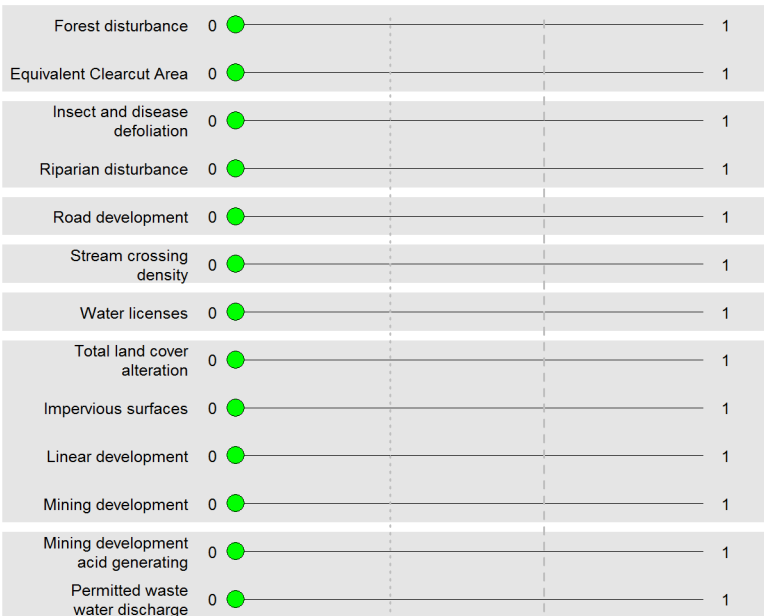 Forest disturbance 0 1
Equivalent Clearcut Area 0 1
Insect and disease
defoliation 0 1
Riparian disturbance 0 1
Road development 0 1
Stream crossing
density 0 1
Water licenses 0 1
Total land cover
alteration 0 1
Impervious surfaces 0 1
Linear development 0 1
Mining development 0 1
Mining development
acid generating 0 1
Permitted waste
water discharge 0 1